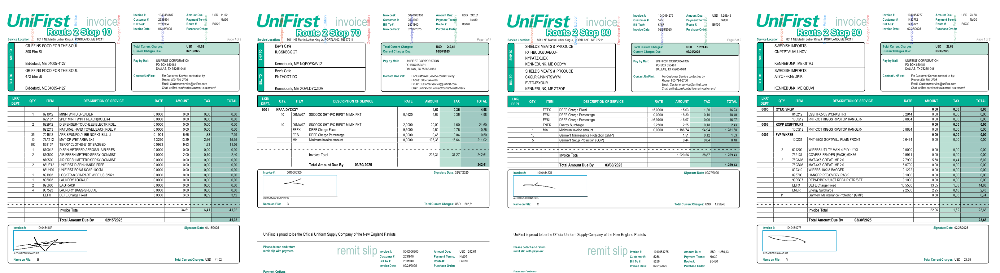 UniFirst invoice
Route 2 Stop 10
Invoice #: 1040454187 Amount Due: USD 41,02
Customer #: 2538954 Payment Terms: Net30
Bill To #: 2538954 Route #: B5120
Invoice Date: 01/16/2025 Purchase Order:
Service Location: 8011 NE Martin Luther King Jr, PORTLAND, ME 97211
Page 1 of 2
SHIP TO
GRIFFINS FOOD FOR THE SOUL
300 Elm St
Biddeford, ME 04005-4127
BILL TO
GRIFFINS FOOD FOR THE SOUL
472 Elm St
Biddeford, ME 04005-4127
Total Current Charges: USD 41,02
Current Charges Due: 02/15/2025
Pay by Mail: UNIFIRST CORPORATION
PO BOX 650481
DALLAS, TX 75265-0481
Contact UniFirst: For Customer Service contact us by:
Phone: 800-794-2706
Email: Customerservice@unifirst.com
Chat: unifirst.com/contact/current-customers/
LKR/DEPT. QTY. ITEM DESCRIPTION OF SERVICE RATE AMOUNT TAX TOTAL
1 621012 MINI-TWIN DISPENSER 0,0000 0,00 0,00 0,00
622107 2PLY MINI TWIN TT(EACH)ROLL #4 0,0000 0,00 0,00 0,00
2 622912 DISPENSER-TOUCHLES ELECTR ROLL 0,0000 0,00 0,00 0,00
623213 NATURAL HAND TOWEL(EACH)ROLL # 0,0000 0,00 0,00 0,00
35 704612 APR-SPUNPOLY BIB NOPKT-BILL LI 0,1904 6,66 1,33 7,99
10 76AT12 MAT-CP WET AREA 3X5 1,3290 13,29 2,66 15,95
100 858107 TERRY CLOTHS-U1ST BAGGED 0,0963 9,63 1,93 11,56
1 870012 DISPN-METERED AEROSAL AIR FRES 0,0000 0,00 0,00 0,00
2 870500 AIR FRESH METERD SPRAY-OCNMIST 1,0000 2,00 0,40 2,40
870500 AIR FRESH METERD SPRAY-OCNMIST 0,0000 0,00 0,00 0,00
2 88UE12 UNIFIRST DISPN-HANDS FREE 0,0000 0,00 0,00 0,00
88UH00 UNIFIRST FOAM SOAP 1000ML 0,0000 0,00 0,00 0,00
1 891903 LOCKER-8 COMPART WIDE US 32X21 0,0000 0,00 0,00 0,00
1 895003 LAUNDRY LOCK-UP 0,0000 0,00 0,00 0,00
2 895600 BAG RACK 0,0000 0,00 0,00 0,00
4 907523 LAUNDRY BAGS-SPECIAL 0,0000 0,00 0,00 0,00
EEFX DEFE Charge Fixed 3,0300 3,03 0,09 3,12
Invoice Total 34,61 6,41 41,02
Total Amount Due By 02/15/2025 41,02
Invoice #: 1040454187 Signature Date: 01/15/2025
AUTHORIZED SIGNATURE
Name on File: B Total Current Charges: USD 41,02
UniFirst invoice
Route 2 Stop 70
Invoice #: 5040006300 Amount Due: USD 242,61
Customer #: 2531940 Payment Terms: Net30
Bill To #: 2531940 Route #: B6070
Invoice Date: 02/28/2025 Purchase Order:
Service Location: 8011 NE Martin Luther King Jr, PORTLAND, ME 97211
Page 1 of 1
SHIP TO
Bev's Cafe
IUCSKBCGGT
Kennebunk, ME NQFOFKAVJZ
BILL TO
Bev's Cafe
PNTHODTIDO
Kennebunk, ME XOVLDYQZDA
Total Current Charges: USD 242,61
Current Charges Due: 03/30/2025
Pay by Mail: UNIFIRST CORPORATION
PO BOX 650481
DALLAS, TX 75265-0481
Contact UniFirst: For Customer Service contact us by:
Phone: 800-794-2706
Email: Customerservice@unifirst.com
Chat: unifirst.com/contact/current-customers/
LKR/DEPT. QTY. ITEM DESCRIPTION OF SERVICE RATE AMOUNT TAX TOTAL
0001 KPAA DYZXGY 4,62 0,36 4,98
10 06MW07 SSCOOK SHT-P/C RIPST MIMIX PKT 0,4620 4,62 0,36 4,98
10 06MW07 SSCOOK SHT-P/C RIPST MIMIX PKT 2,0000 20,00 1,60 21,60
EEFX DEFE Charge Fixed 9,5000 9,50 0,76 10,26
EESL DEFE Charge Percentage 0,0000 0,46 0,04 0,50
Min Minimum invoice amount 0,0000 195,38 15,64 211,02
Invoice Total 205,34 37,27 242,61
Total Amount Due By 03/30/2025 242,61
Invoice #: 5040006300 Signature Date: 02/27/2025
AUTHORIZED SIGNATURE
Name on File: C Total Current Charges: USD 242,61
UniFirst is proud to be the Official Uniform Supply Company of the New England Patriots
Please detach and return
remit slip with payment.
remit slip
Invoice #: 5040006300 Amount Due: USD 242,61
Customer #: 2531940 Payment Terms: Net30
Bill To #: 2531940 Route #: B6070
Invoice Date: 02/28/2025 Purchase Order:
Payment Options:
UniFirst invoice
Route 2 Stop 80
Invoice #: 1040454275 Amount Due: USD 1.259,43
Customer #: 5256 Payment Terms: Net30
Bill To #: 5256 Route #: B6430
Invoice Date: 02/28/2025 Purchase Order:
Service Location: 8011 NE Martin Luther King Jr, PORTLAND, ME 97211
Page 2 of 2
SHIP TO
SHIELDS MEATS & PRODUCE
FXIHBUUQJUAEOJF
NYPATZXUBX
KENNEBUNK, ME OQDYV
BILL TO
SHIELDS MEATS & PRODUCE
CXGLRKJNNNTSWYM
EVZDJPXOUR
KENNEBUNK, ME ZTZOP
Total Current Charges: USD 1.259,43
Current Charges Due: 03/30/2025
Pay by Mail: UNIFIRST CORPORATION
PO BOX 650481
DALLAS, TX 75265-0481
Contact UniFirst: For Customer Service contact us by:
Phone: 800-794-2706
Email: Customerservice@unifirst.com
Chat: unifirst.com/contact/current-customers/
LKR/DEPT. QTY. ITEM DESCRIPTION OF SERVICE RATE AMOUNT TAX TOTAL
EEFX DEFE Charge Fixed 15,0300 15,03 1,20 16,23
EESL DEFE Charge Percentage 0,0000 18,30 0,10 18,40
EESL DEFE Charge Percentage -16,9700 -16,97 0,00 -16,97
ENER Energy Surcharge 2,2500 2,25 0,18 2,43
1 Min Minimum invoice amount 0,0000 1.186,74 94,94 1.281,68
10 Garment Maintenance Protection (GMP) 1,51 0,12 1,63
5 Garment Setup Protection (GSP) 0,44 0,04 0,48
Invoice Total 1.220,56 38,87 1.259,43
Total Amount Due By 03/30/2025 1.259,43
Invoice #: 1040454275 Signature Date: 02/27/2025
AUTHORIZED SIGNATURE
Name on File: C Total Current Charges: USD 1.259,43
UniFirst is proud to be the Official Uniform Supply Company of the New England Patriots
Please detach and return
remit slip with payment.
remit slip
Invoice #: 1040454275 Amount Due: USD 1.259,43
Customer #: 5256 Payment Terms: Net30
Bill To #: 5256 Route #: B6430
Invoice Date: 02/28/2025 Purchase Order:
Payment Options:
UniFirst invoice
Route 2 Stop 90
Invoice #: 1040454277 Amount Due: USD 23,68
Customer #: 1433772 Payment Terms: Net30
Bill To #: 1433772 Route #: B6730
Invoice Date: 02/28/2025 Purchase Order:
Service Location: 8011 NE Martin Luther King Jr, PORTLAND, ME 97211
Page 1 of 2
SHIP TO
SWEDISH IMPORTS
ONPTPTAUVULHCV
KENNEBUNK, ME OITAJ
BILL TO
SWEDISH IMPORTS
AIIYOFFKNEDKIK
KENNEBUNK, ME QEUVI
Total Current Charges: USD 23,68
Current Charges Due: 03/30/2025
Pay by Mail: UNIFIRST CORPORATION
PO BOX 650481
DALLAS, TX 75265-0481
Contact UniFirst: For Customer Service contact us by:
Phone: 800-794-2706
Email: Customerservice@unifirst.com
Chat: unifirst.com/contact/current-customers/
LKR/DEPT. QTY. ITEM DESCRIPTION OF SERVICE RATE AMOUNT TAX TOTAL
0005 QYEQ SRQV 0,00 0,00 0,00
010212 LSSHT-65/35 WORKSHIRT 0,2944 0,00 0,00 0,00
10CG12 PNT-COT RIGGS RIPSTOP RANGER- 0,8834 0,00 0,00 0,00
0006 KXPP EXBFYRUKT 0,00 0,00 0,00
10CG12 PNT-COT RIGGS RIPSTOP RANGER- 0,8834 0,00 0,00 0,00
0007 FVP WKFSE 0,00 0,00 0,00
100231 PNT-65/35 SOFTWILL PLAIN FRONT 0,6464 0,00 0,00 0,00
2 621209 WIPERS UTILTY MAXI 4 PLY 11"X4 0,0000 0,00 0,00 0,00
752131 COVERS-FENDER (EACH) 60X36 0,9911 0,00 0,00 0,00
2 76GA03 MAT-3X5 GREAT IMP 2.0 2,7900 5,58 0,44 6,02
76GB03 MAT-4X6 GREAT IMP 2.0 5,0700 0,00 0,00 0,00
802310 WIPERS 18X18 BAGGED 0,1222 0,00 0,00 0,00
895700 HANGER RECOVERY RACK 0,1000 0,00 0,00 0,00
99RB07 REPAIRBOX-"U1ST REPAIR CTR"SET 0,1000 0,00 0,00 0,00
EEFX DEFE Charge Fixed 13,5500 13,55 1,08 14,63
ENER Energy Surcharge 2,2500 2,25 0,18 2,43
11 Garment Maintenance Protection (GMP) 0,68 0,06 0,74
Invoice Total 22,06 1,62 23,68
Total Amount Due By 03/30/2025 23,68
Invoice #: 1040454277 Signature Date: 02/27/2025
AUTHORIZED SIGNATURE
Name on File: V Total Current Charges: USD 23,68